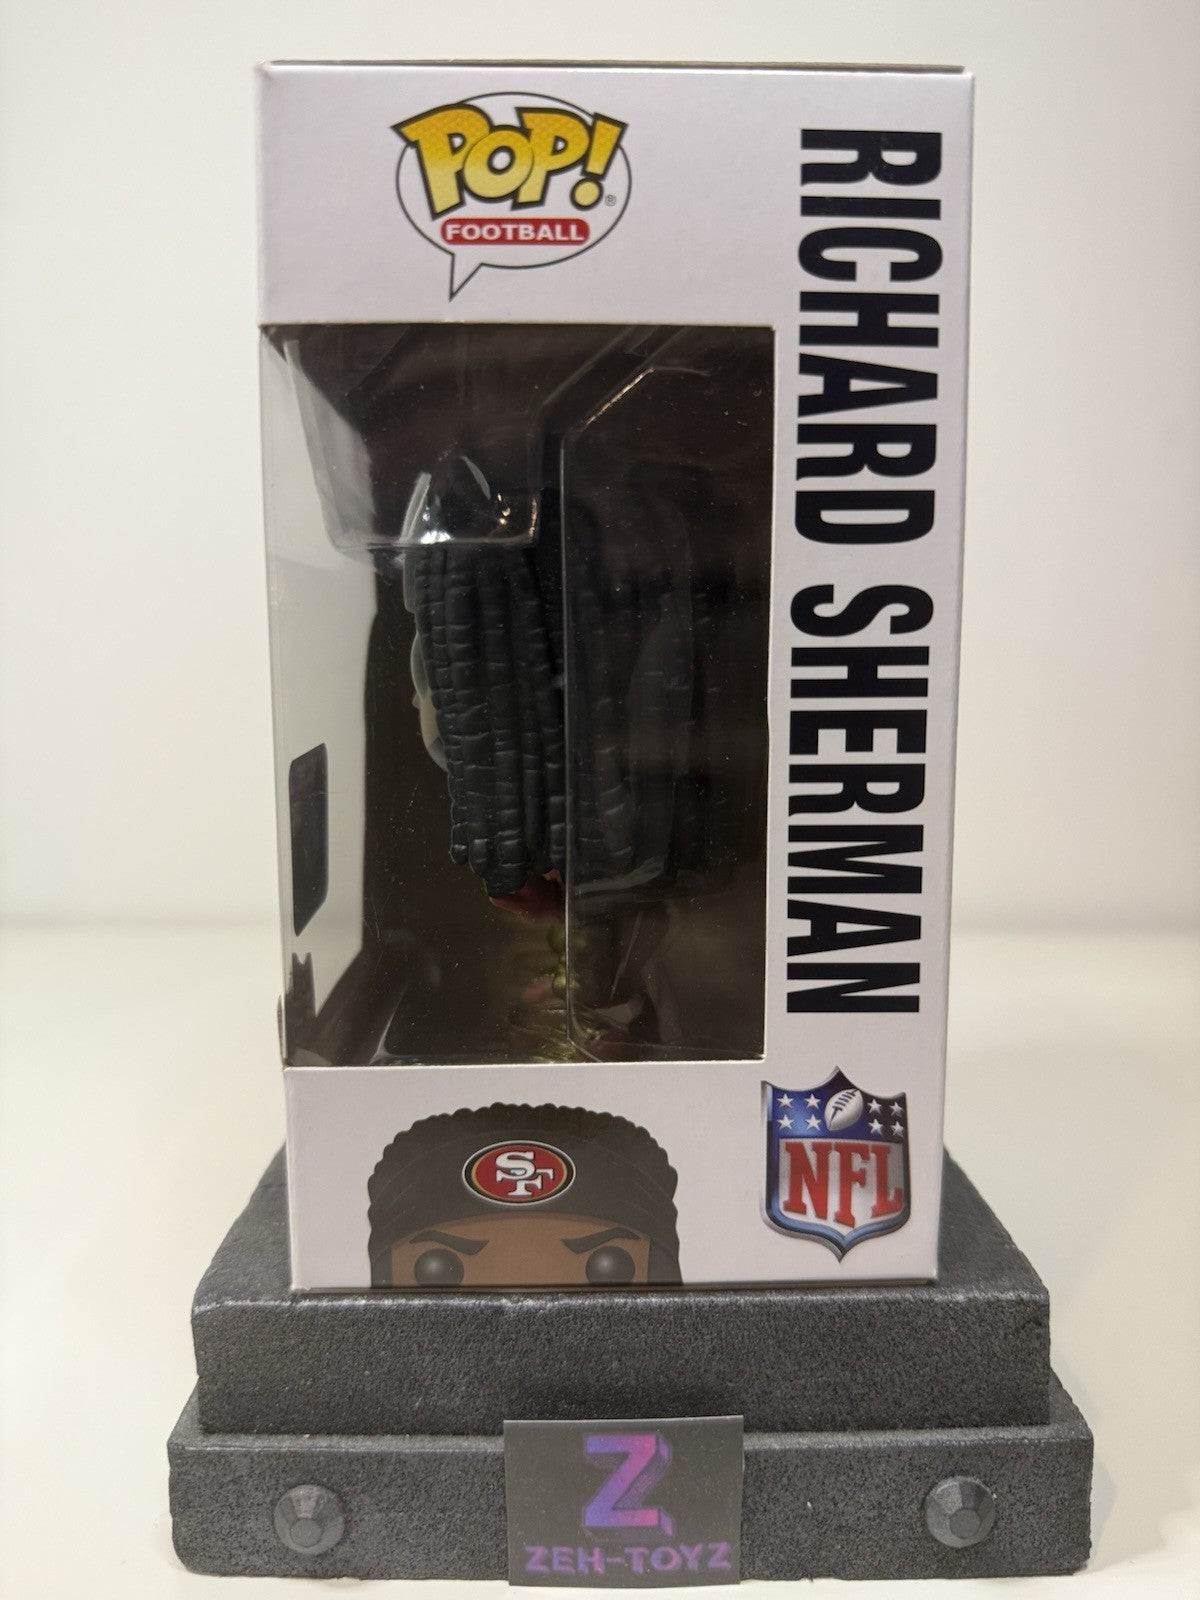 POP!
®
FOOTBALL
RICHARD SHERMAN
SF
NFL
Z
ZEH-TOYZ